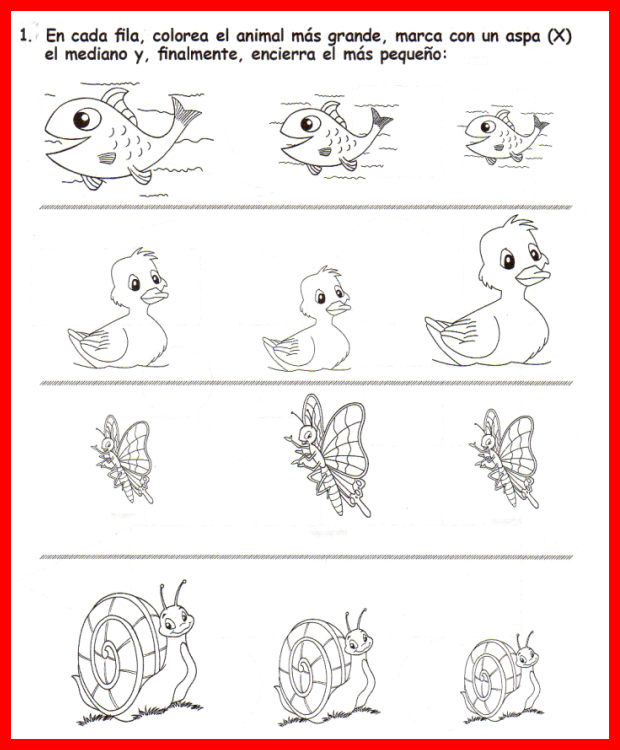 1. En cada fila, colorea el animal más grande, marca con un aspa (X)
el mediano y, finalmente, encierra el más pequeño: